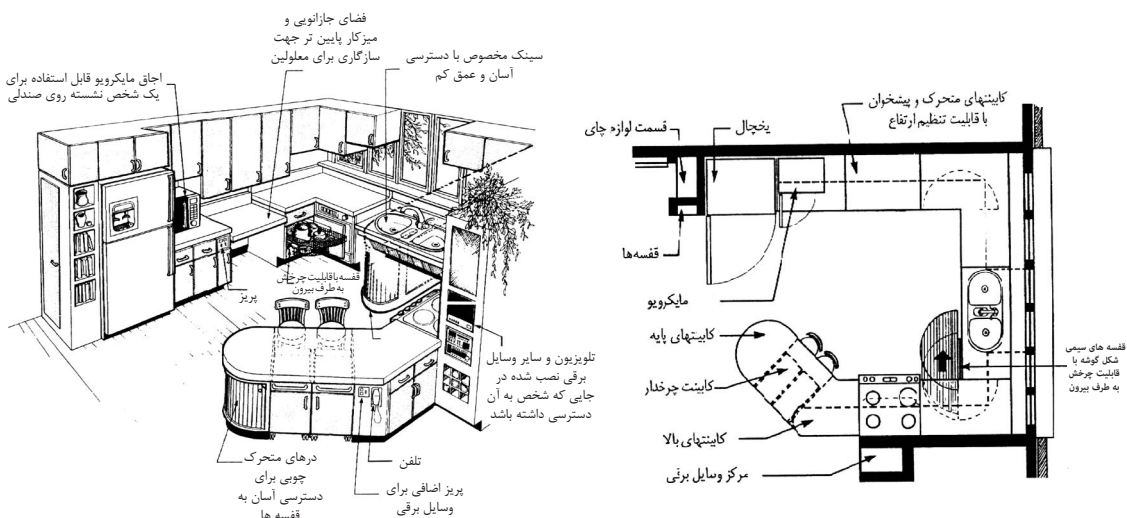 فضای جازانویی و
میزکار پایین تر جهت
سازگاری برای معلولین
سینک مخصوص با دسترسی
آسان و عمق کم
اجاق مایکرویو قابل استفاده برای
یک شخص نشسته روی صندلی
قفسه با قابلیت چرخش
به طرف بیرون
پریز
تلویزیون و سایر وسایل
برقی نصب شده در
جایی که شخص به آن
دسترسی داشته باشد
تلفن
پریز اضافی برای
وسایل برقی
درهای متحرک
چوبی برای
دسترسی آسان به
قفسه ها
کابینتهای متحرک و پیشخوان
با قابلیت تنظیم ارتفاع
یخچال
قسمت لوازم چای
قفسه‌ها
مایکرویو
کابینتهای پایه
کابینت چرخدار
کابینتهای بالا
مرکز وسایل برقی
قفسه های سیمی
شکل گوشه با
قابلیت چرخش
به طرف بیرون